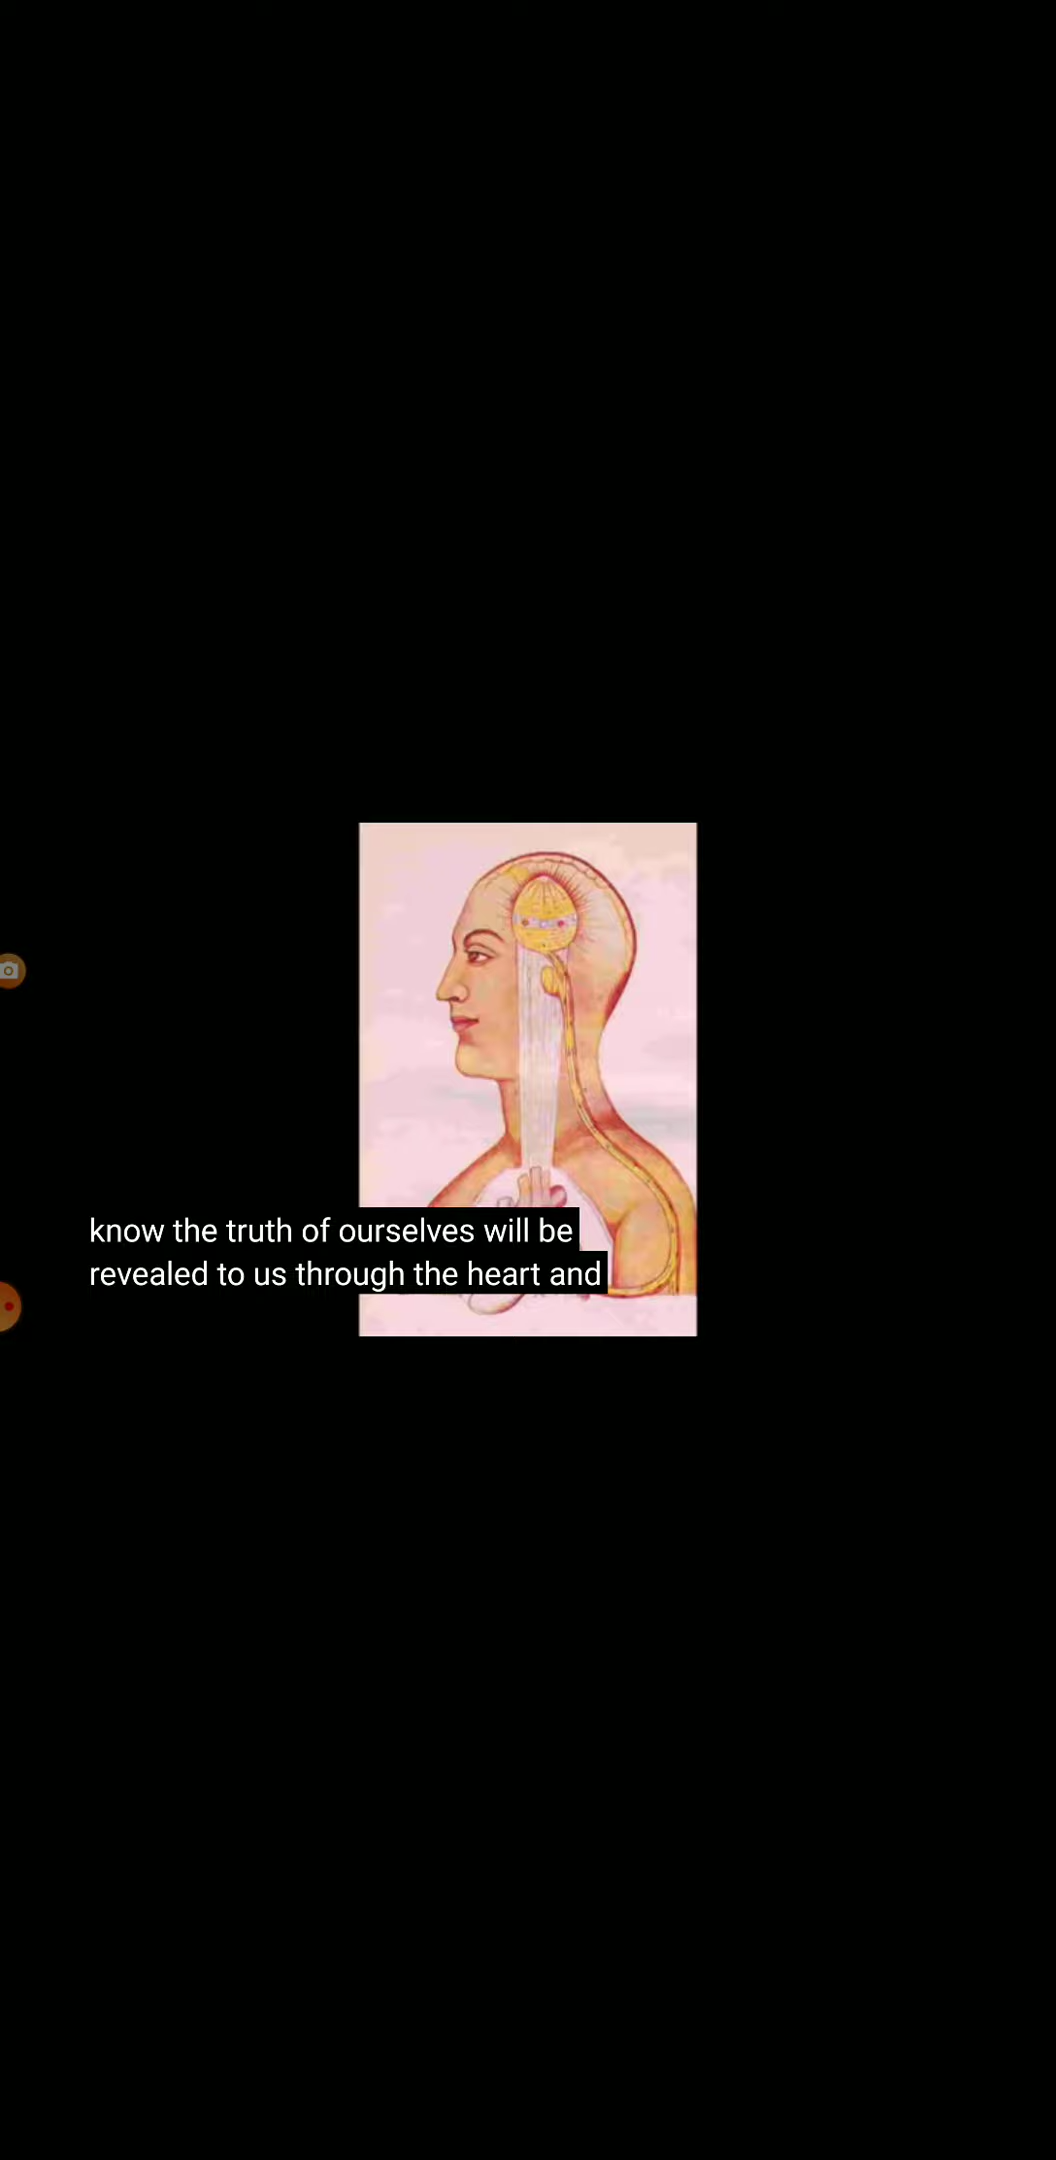 know the truth of ourselves will be
revealed to us through the heart and